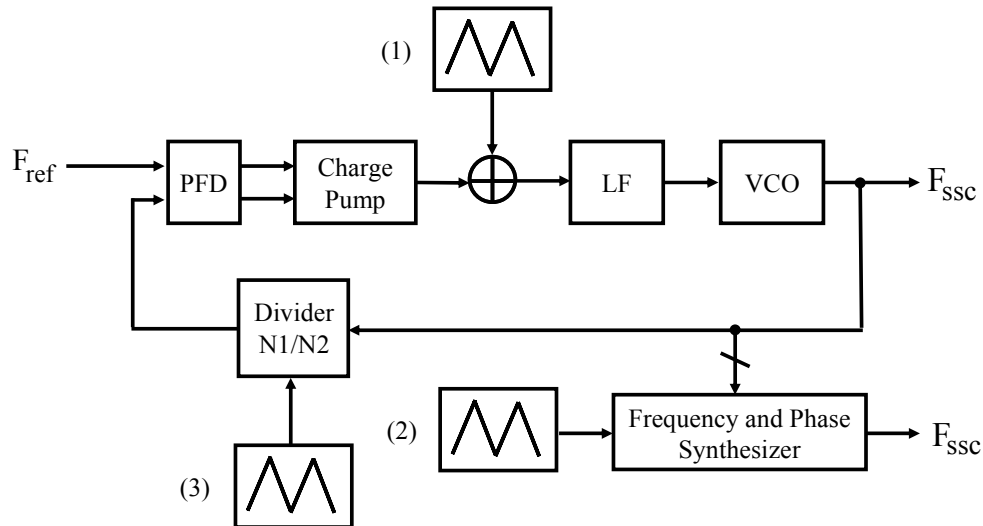 (1)
F_ref
PFD
Charge
Pump
LF
VCO
F_ssc
Divider
N1/N2
(2)
Frequency and Phase
Synthesizer
F_ssc
(3)